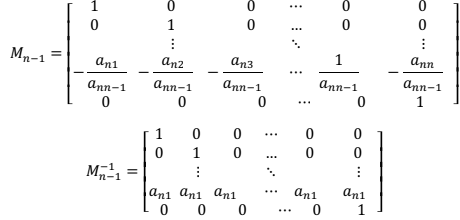 1 0 0 ⋯ 0 0
0 1 0 … 0 0
⋮ ⋱ ⋮
M_{n-1} = [ -a_{n1}/a_{nn-1} -a_{n2}/a_{nn-1} -a_{n3}/a_{nn-1} ⋯ 1/a_{nn-1} -a_{nn}/a_{nn-1} ]
0 0 0 ⋯ 0 1
1 0 0 ⋯ 0 0
0 1 0 … 0 0
M_{n-1}^{-1} = [ ⋮ ⋱ ⋮ ]
a_{n1} a_{n1} a_{n1} ⋯ a_{n1} a_{n1}
0 0 0 ⋯ 0 1